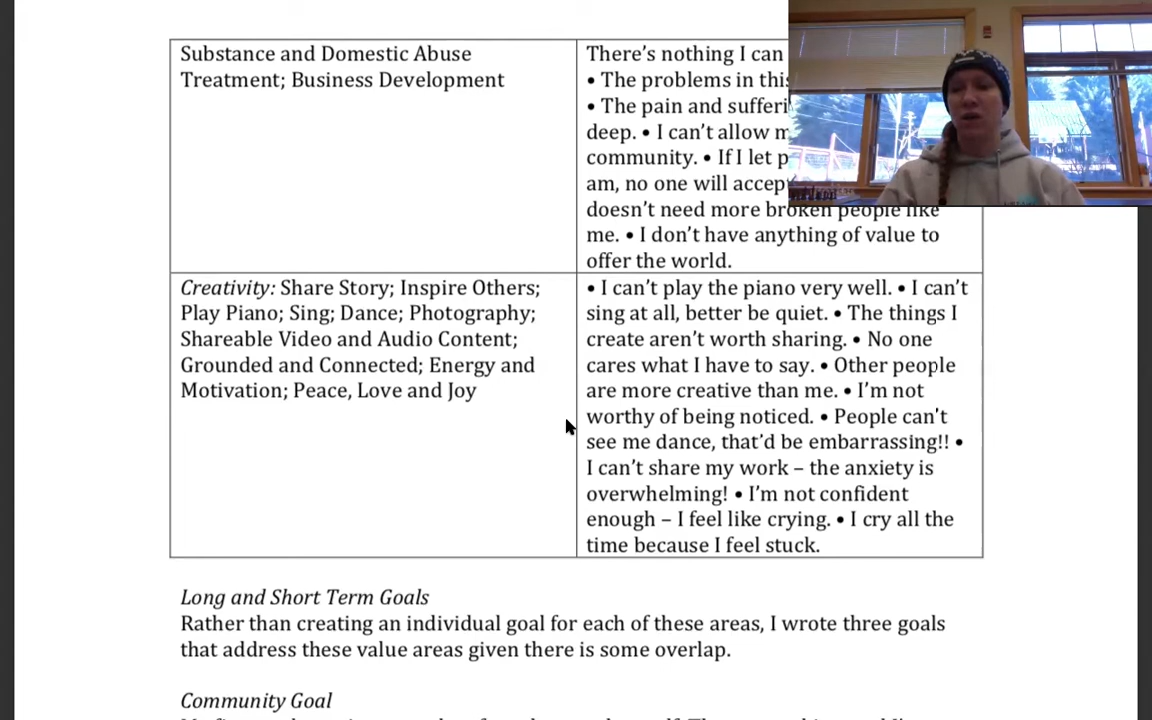 Substance and Domestic Abuse
Treatment; Business Development
There’s nothing I can
• The problems in this
• The pain and suffer
deep. • I can’t allow
community. • If I let
am, no one will accep
doesn’t need more broken people like
me. • I don’t have anything of value to
offer the world.
Creativity: Share Story; Inspire Others;
Play Piano; Sing; Dance; Photography;
Shareable Video and Audio Content;
Grounded and Connected; Energy and
Motivation; Peace, Love and Joy
• I can’t play the piano very well. • I can’t
sing at all, better be quiet. • The things I
create aren’t worth sharing. • No one
cares what I have to say. • Other people
are more creative than me. • I’m not
worthy of being noticed. • People can’t
see me dance, that’d be embarrassing!! •
I can’t share my work – the anxiety is
overwhelming! • I’m not confident
enough – I feel like crying. • I cry all the
time because I feel stuck.
Long and Short Term Goals
Rather than creating an individual goal for each of these areas, I wrote three goals
that address these value areas given there is some overlap.
Community Goal